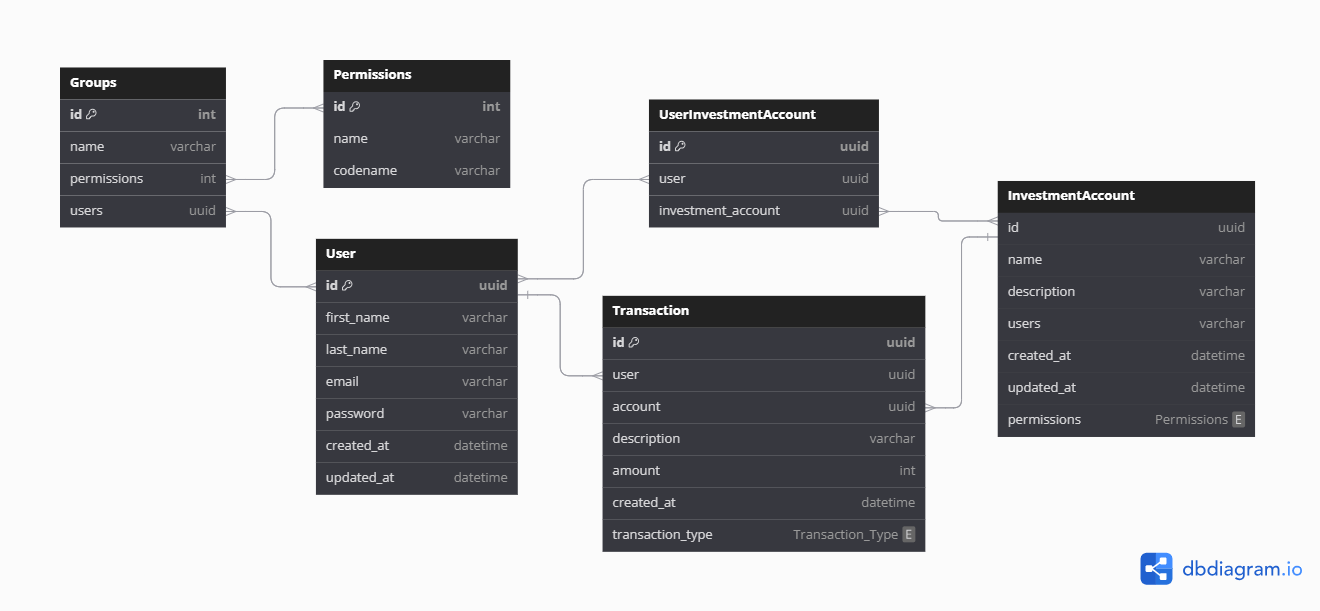 Groups
id int
name varchar
permissions int
users uuid
Permissions
id int
name varchar
codename varchar
User
id uuid
first_name varchar
last_name varchar
email varchar
password varchar
created_at datetime
updated_at datetime
UserInvestmentAccount
id uuid
user uuid
investment_account uuid
Transaction
id uuid
user uuid
account uuid
description varchar
amount int
created_at datetime
transaction_type Transaction_Type E
InvestmentAccount
id uuid
name varchar
description varchar
users varchar
created_at datetime
updated_at datetime
permissions Permissions E
dbdiagram.io